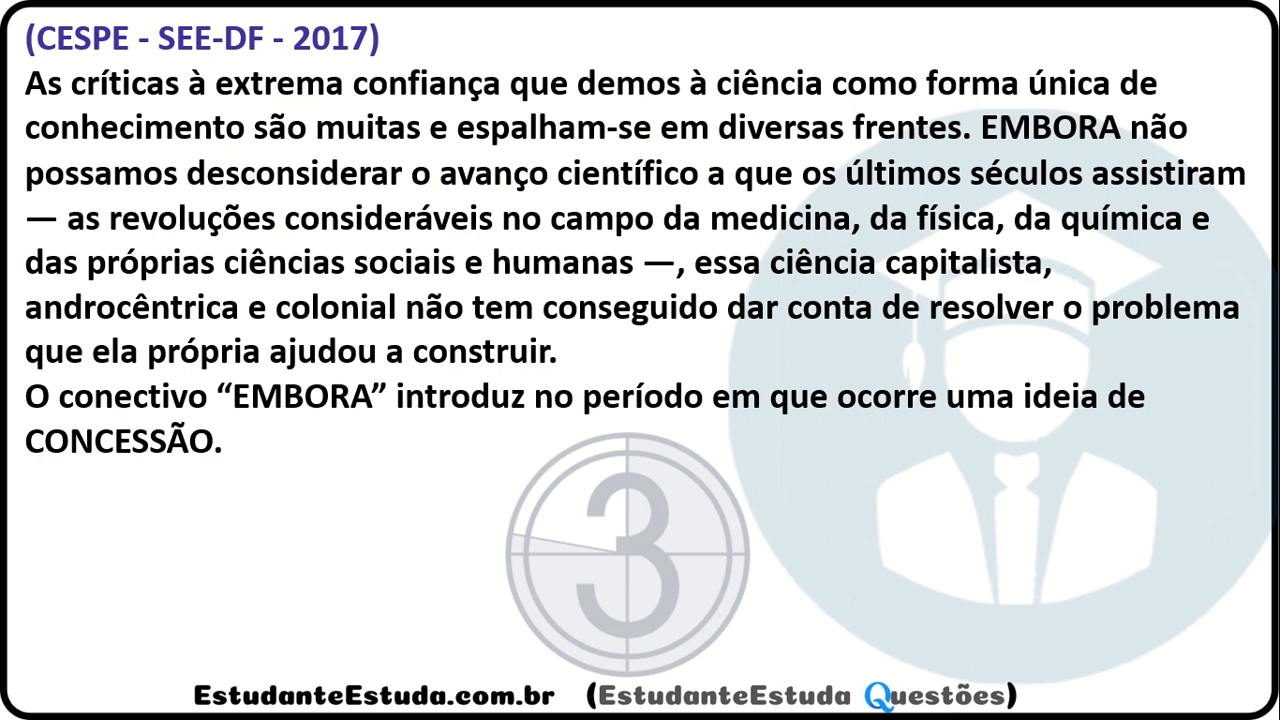 (CESPE - SEE-DF - 2017)
As críticas à extrema confiança que demos à ciência como forma única de
conhecimento são muitas e espalham-se em diversas frentes. EMBORA não
possamos desconsiderar o avanço científico a que os últimos séculos assistiram
— as revoluções consideráveis no campo da medicina, da física, da química e
das próprias ciências sociais e humanas —, essa ciência capitalista,
androcêntrica e colonial não tem conseguido dar conta de resolver o problema
que ela própria ajudou a construir.
O conectivo “EMBORA” introduz no período em que ocorre uma ideia de
CONCESSÃO.
3
EstudanteEstuda.com.br (EstudanteEstuda Questões)